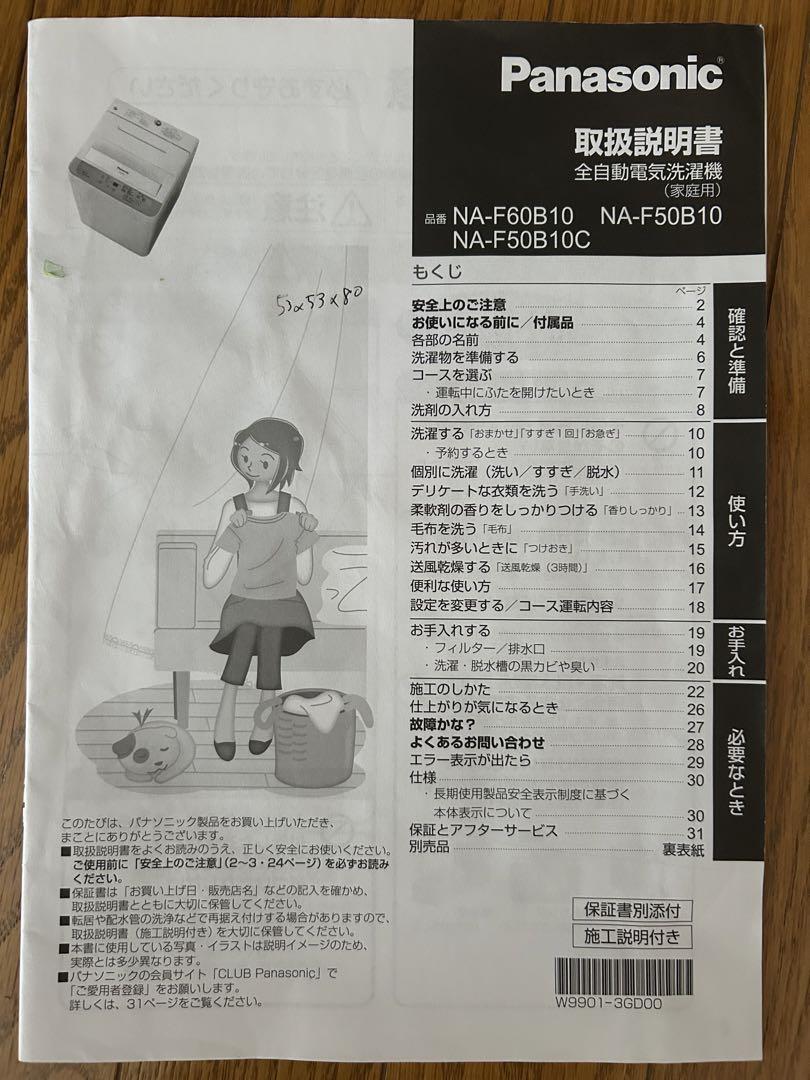 Panasonic®
取扱説明書
全自動電気洗濯機
（家庭用）
品番 NA-F60B10 NA-F50B10
NA-F50B10C
53×53×80
もくじ
ページ
安全上のご注意 2
お使いになる前に／付属品 4
各部の名前 4
洗濯物を準備する 6
コースを選ぶ 7
・運転中にふたを開けたいとき 7
洗剤の入れ方 8
確認と準備
洗濯する「おまかせ」「すすぎ1回」「お急ぎ」 10
・予約するとき 10
個別に洗濯（洗い／すすぎ／脱水） 11
デリケートな衣類を洗う「手洗い」 12
柔軟剤の香りをしっかりつける「香りしっかり」 13
毛布を洗う「毛布」 14
汚れが多いときに「つけおき」 15
送風乾燥する「送風乾燥（3時間）」 16
便利な使い方 17
設定を変更する／コース運転内容 18
使い方
お手入れする 19
・フィルター／排水口 19
・洗濯・脱水槽の黒カビや臭い 20
お手入れ
施工のしかた 22
仕上がりが気になるとき 26
故障かな？ 27
よくあるお問い合わせ 28
エラー表示が出たら 29
仕様 30
・長期使用製品安全表示制度に基づく
本体表示について 30
保証とアフターサービス 31
別売品 裏表紙
必要なとき
このたびは、パナソニック製品をお買い上げいただき、
まことにありがとうございます。
■取扱説明書をよくお読みのうえ、正しく安全にお使いください。
ご使用前に「安全上のご注意」（2～3・24ページ）を必ずお読み
ください。
■保証書は「お買い上げ日・販売店名」などの記入を確かめ、
取扱説明書とともに大切に保管してください。
■転居や配水管の洗浄などで再据え付けする場合がありますので、
取扱説明書（施工説明付き）を大切に保管してください。
■本書に使用している写真・イラストは説明イメージのため、
実際とは多少異なります。
■パナソニックの会員サイト「CLUB Panasonic」で
「ご愛用者登録」をお願いします。
詳しくは、31ページをご覧ください。
保証書別添付
施工説明付き
W9901-3GD00